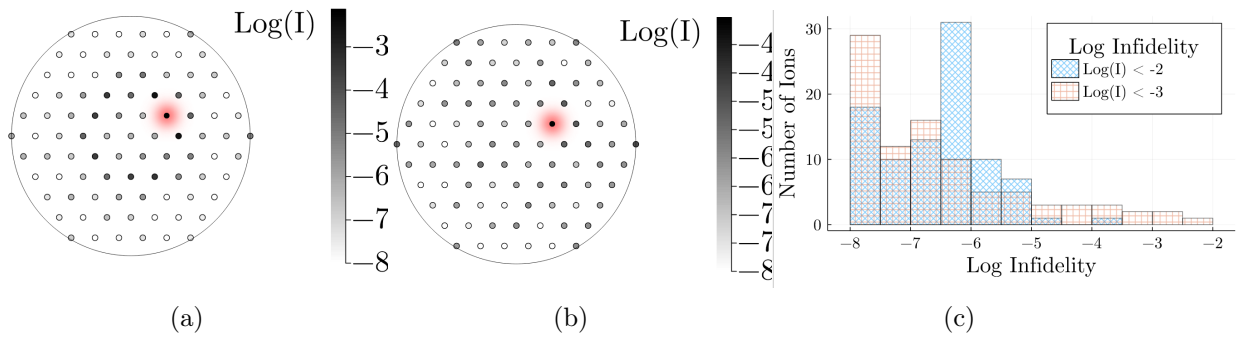 Log(I)
−3
−4
−5
−6
−7
−8
(a)
Log(I)
−4
−4
−5
−5
−6
−6
−7
−7
−8
(b)
30
20
10
0
Number of Ions
−8 −7 −6 −5 −4 −3 −2
Log Infidelity
Log Infidelity
Log(I) < -2
Log(I) < -3
(c)